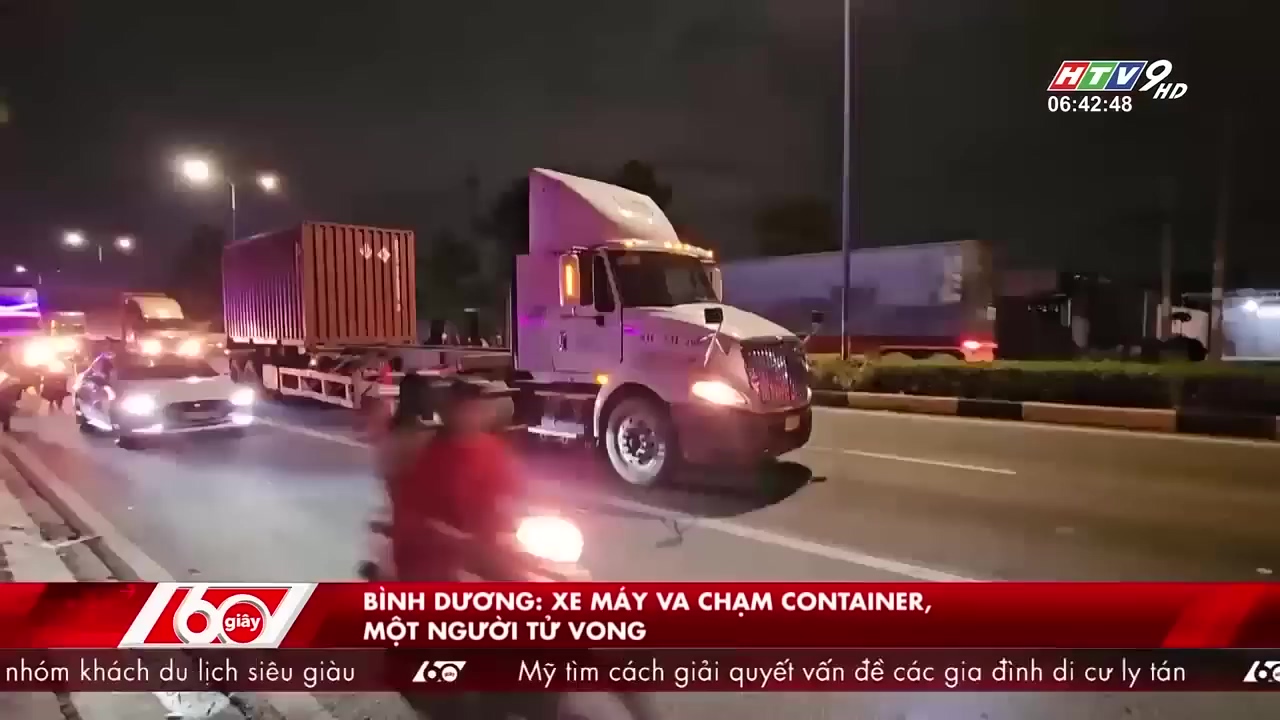 HTV9 HD
06:42:48
60 giây
BÌNH DƯƠNG: XE MÁY VA CHẠM CONTAINER,
MỘT NGƯỜI TỬ VONG
nhóm khách du lịch siêu giàu 60 giây Mỹ tìm cách giải quyết vấn đề các gia đình di cư ly tán